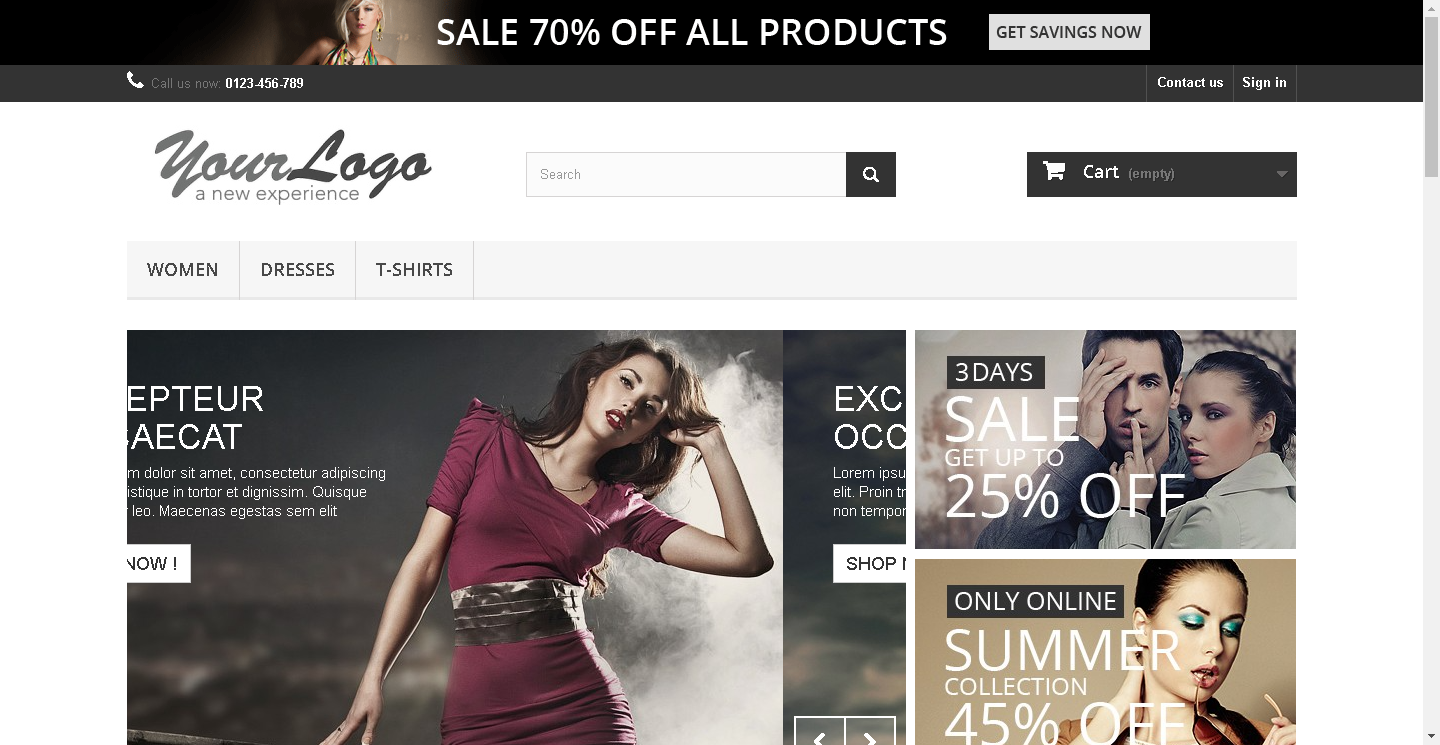 SALE 70% OFF ALL PRODUCTS
GET SAVINGS NOW
Call us now: 0123-456-789
Contact us
Sign in
YourLogo
a new experience
Search
Cart (empty)
WOMEN
DRESSES
T-SHIRTS
EPTEUR
AECAT
m dolor sit amet, consectetur adipiscing
istique in tortor et dignissim. Quisque
leo. Maecenas egestas sem elit
NOW !
EXC
OCC
Lorem ipsu
elit. Proin tr
non tempor
SHOP
3 DAYS
SALE
GET UP TO
25% OFF
ONLY ONLINE
SUMMER
COLLECTION
45% OFF